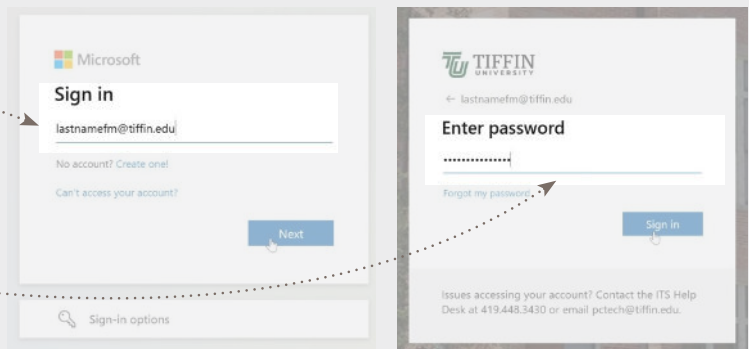 Microsoft
Sign in
lastnamefm@tiffin.edu
No account? Create one!
Can't access your account?
Next
Sign-in options
TU TIFFIN
UNIVERSITY
← lastnamefm@tiffin.edu
Enter password
•••••••••••••••
Forgot my password
Sign in
Issues accessing your account? Contact the ITS Help
Desk at 419.448.3430 or email pctech@tiffin.edu.